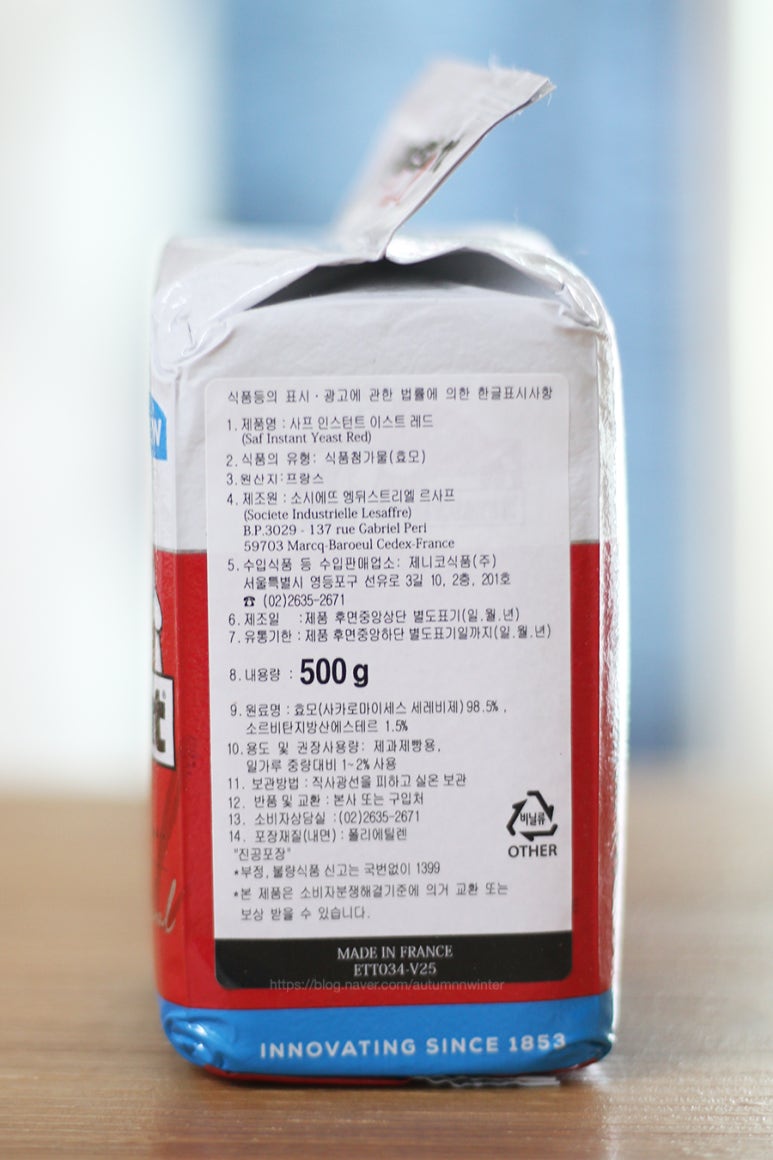 식품등의 표시 · 광고에 관한 법률에 의한 한글표시사항
1. 제품명 : 사프 인스턴트 이스트 레드
(Saf Instant Yeast Red)
2. 식품의 유형: 식품첨가물(효모)
3. 원산지: 프랑스
4. 제조원 : 소시에뜨 엥뒤스트리엘 르사프
(Societe Industrielle Lesaffre)
B.P.3029 - 137 rue Gabriel Peri
59703 Marcq-Baroeul Cedex-France
5. 수입식품 등 수입판매업소: 제니코식품(주)
서울특별시 영등포구 선유로 3길 10, 2층, 201호
☎ (02)2635-2671
6. 제조일 : 제품 후면중앙상단 별도표기(일.월.년)
7. 유통기한 : 제품 후면중앙하단 별도표기일까지(일.월.년)
8. 내용량 : 500g
9. 원료명 : 효모(사카로마이세스 세레비제) 98.5% ,
소르비탄지방산에스테르 1.5%
10. 용도 및 권장사용량: 제과제빵용,
밀가루 중량대비 1~2% 사용
11. 보관방법 : 직사광선을 피하고 실온 보관
12. 반품 및 교환 : 본사 또는 구입처
13. 소비자상담실 : (02)2635-2671
14. 포장재질(내면) : 폴리에틸렌
"진공포장"
*부정, 불량식품 신고는 국번없이 1399
*본 제품은 소비자분쟁해결기준에 의거 교환 또는
보상 받을 수 있습니다.
비닐류
OTHER
MADE IN FRANCE
ETT034-V25
https://blog.naver.com/autumnnwinter
INNOVATING SINCE 1853